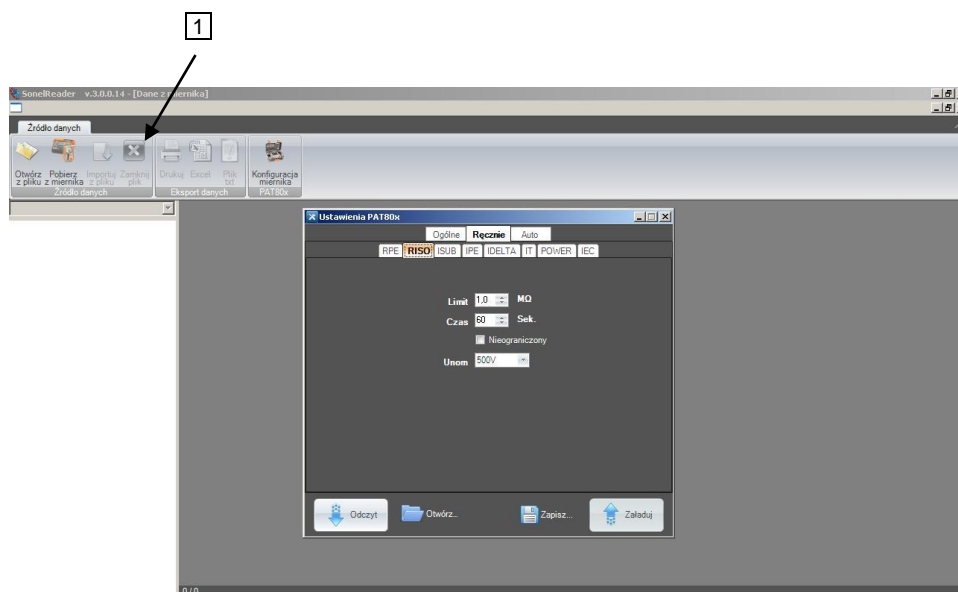 1
SonelReader v.3.0.0.14 - [Dane z miernika]
Źródło danych
Otwórz z pliku
Pobierz z miernika
Importuj z pliku
Zamknij plik
Drukuj
Excel
Plik txt
Konfiguracja miernika
Źródło danych
Eksport danych
PAT80x
Ustawienia PAT80x
Ogólne Ręcznie Auto
RPE RISO ISUB IPE IDELTA IT POWER IEC
Limit 1,0 MΩ
Czas 60 Sek.
Nieograniczony
Unom 500V
Odczyt Otwórz... Zapisz... Załaduj
0 / 0